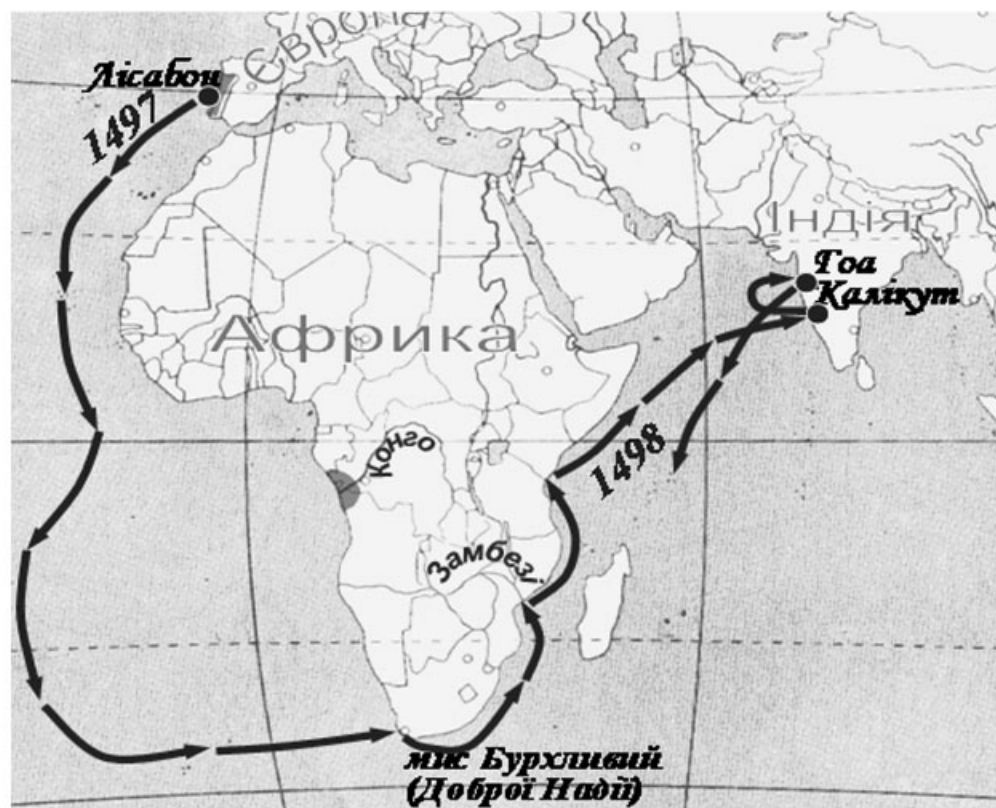 Європа
Лісабон
1497
Індія
Гоа
Калікут
Африка
Конго
1498
Замбезі
мис Бурхливий
(Доброї Надії)